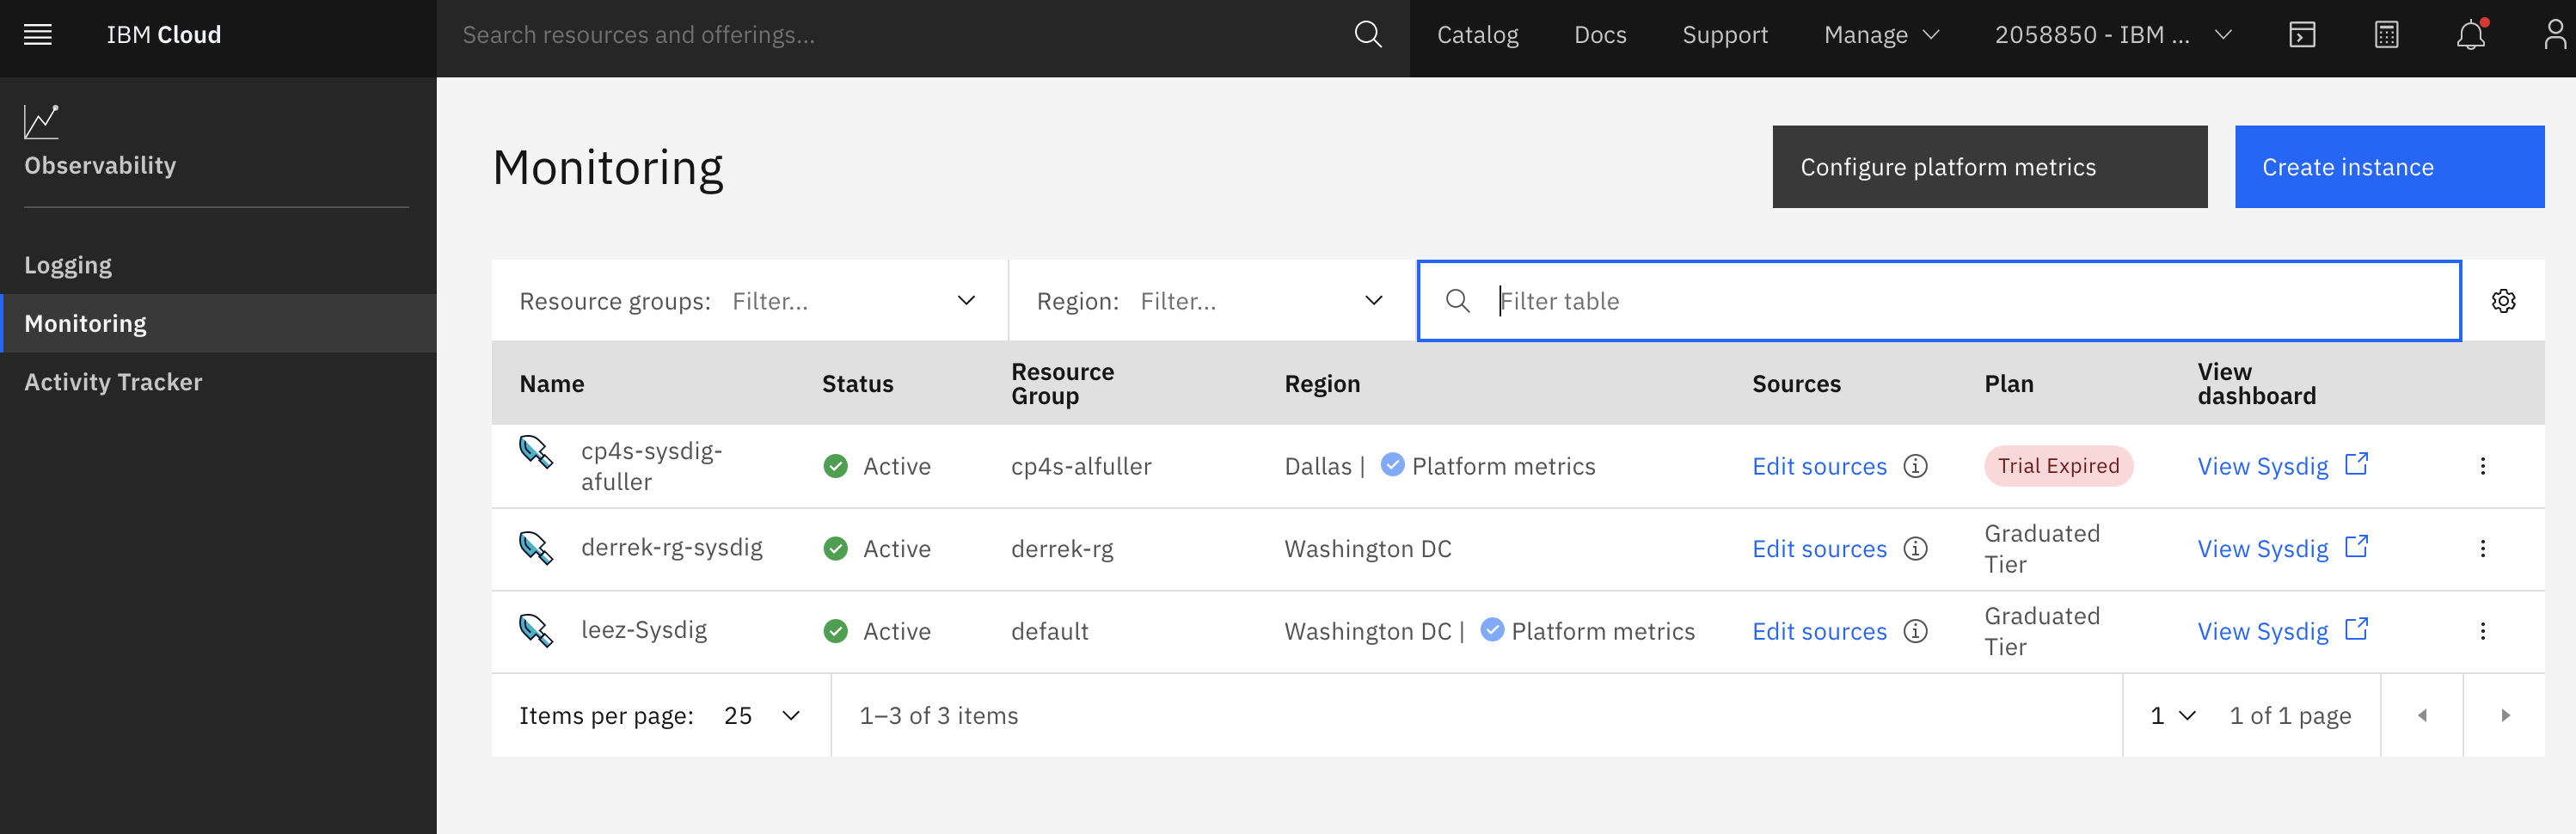 IBM Cloud
Search resources and offerings...
Catalog
Docs
Support
Manage
2058850 - IBM ...
Observability
Logging
Monitoring
Activity Tracker
Monitoring
Configure platform metrics
Create instance
Resource groups: Filter...
Region: Filter...
Filter table
Name
Status
Resource
Group
Region
Sources
Plan
View
dashboard
cp4s-sysdig-
afuller
Active
cp4s-alfuller
Dallas | Platform metrics
Edit sources
Trial Expired
View Sysdig
derrek-rg-sysdig
Active
derrek-rg
Washington DC
Edit sources
Graduated
Tier
View Sysdig
leez-Sysdig
Active
default
Washington DC | Platform metrics
Edit sources
Graduated
Tier
View Sysdig
Items per page: 25
1–3 of 3 items
1
1 of 1 page